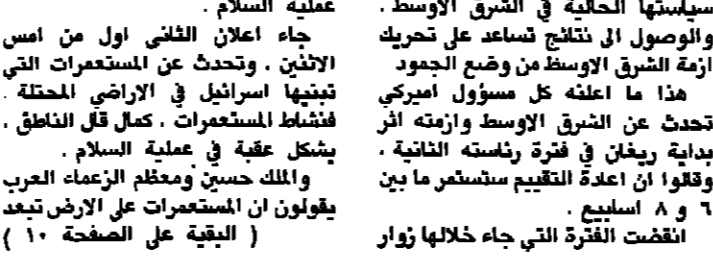 سياستها الحالية في الشرق الاوسط .
والوصول الى نتائج تساعد على تحريك
ازمة الشرق الاوسط من وضع الجمود
هذا ما اعلنه كل مسؤول اميركي
تحدث عن الشرق الاوسط وازمته اثر
بداية ريغان في فترة رئاسته الثانية .
وقالوا ان اعادة التقييم ستستمر ما بين
٦ و ٨ اسابيع .
انقضت الفترة التي جاء خلالها زوار
عملية السلام .
جاء اعلان الثاني اول من امس
الاثنين . وتحدث عن المستعمرات التي
تبنيها اسرائيل في الاراضي المحتلة .
فنشاط المستعمرات . كمال قال الناطق .
يشكل عقبة في عملية السلام .
والملك حسين ومعظم الزعماء العرب
يقولون ان المستعمرات على الارض تبعد
( البقية على الصفحة ١٠ )